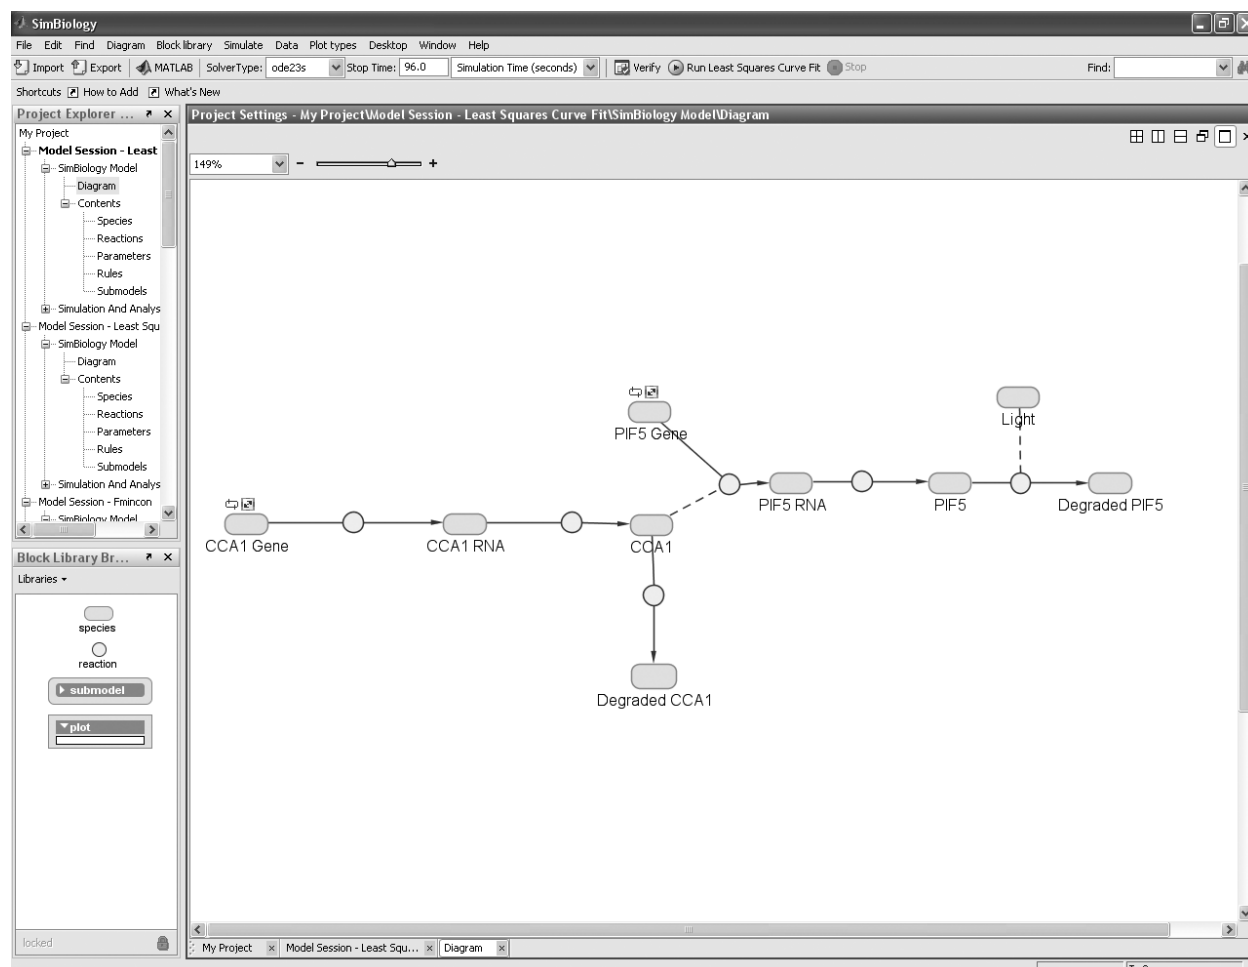 SimBiology
File Edit Find Diagram Block library Simulate Data Plot types Desktop Window Help
Import Export MATLAB SolverType: ode23s Stop Time: 96.0 Simulation Time (seconds) Verify Run Least Squares Curve Fit Stop Find:
Shortcuts How to Add What's New
Project Explorer ...
My Project
Model Session - Least
SimBiology Model
Diagram
Contents
Species
Reactions
Parameters
Rules
Submodels
Simulation And Analys
Model Session - Least Squ
SimBiology Model
Diagram
Contents
Species
Reactions
Parameters
Rules
Submodels
Simulation And Analys
Model Session - Fmincon
SimBiology Model
Block Library Br...
Libraries
species
reaction
submodel
plot
locked
Project Settings - My Project\Model Session - Least Squares Curve Fit\SimBiology Model\Diagram
149%
PIF5 Gene
Light
PIF5 RNA
PIF5
Degraded PIF5
CCA1 Gene
CCA1 RNA
CCA1
Degraded CCA1
My Project Model Session - Least Squ... Diagram